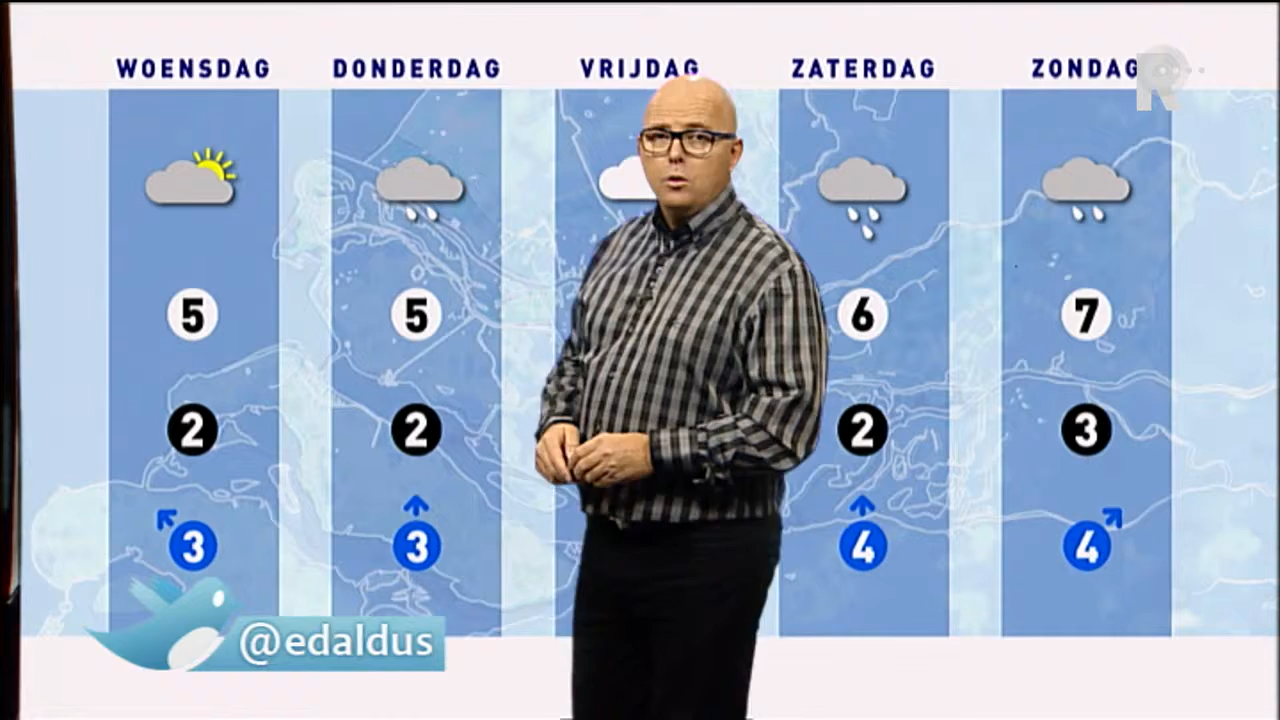 WOENSDAG DONDERDAG VRIJDAG ZATERDAG ZONDAG
5 5 6 7
2 2 2 3
3 3 4 4
@edaldus
R